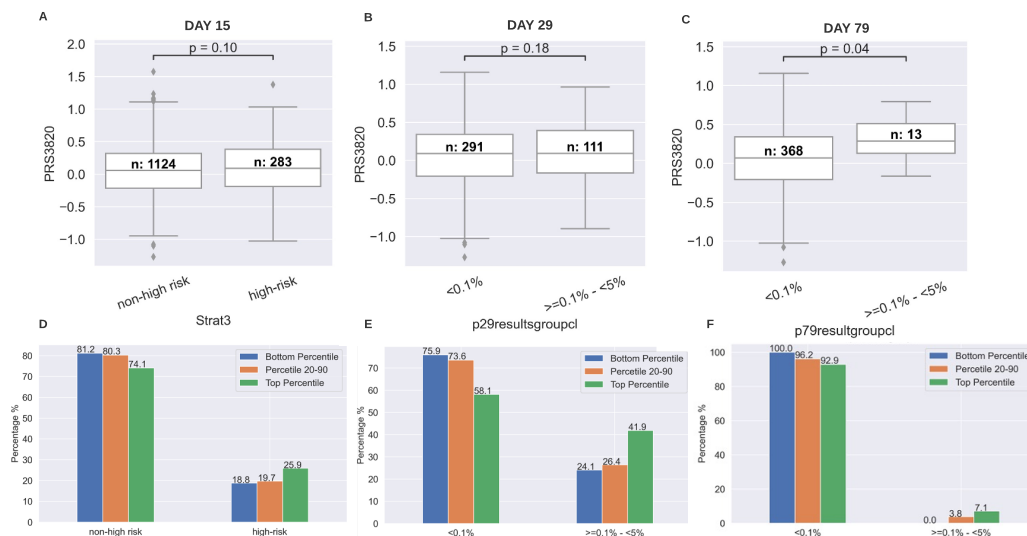 A
DAY 15
p = 0.10
PRS3820
2.0
1.5
1.0
0.5
0.0
−0.5
−1.0
n: 1124
n: 283
non-high risk
high-risk
B
DAY 29
p = 0.18
PRS3820
1.5
1.0
0.5
0.0
−0.5
−1.0
n: 291
n: 111
<0.1%
>=0.1% - <5%
C
DAY 79
p = 0.04
PRS3820
1.5
1.0
0.5
0.0
−0.5
−1.0
n: 368
n: 13
<0.1%
>=0.1% - <5%
D
Strat3
Percentage %
80
70
60
50
40
30
20
10
0
81.2
80.3
74.1
18.8
19.7
25.9
Bottom Percentile
Percetile 20-90
Top Percentile
non-high risk
high-risk
E
p29resultsgroupcl
Percentage %
70
60
50
40
30
20
10
0
75.9
73.6
58.1
24.1
26.4
41.9
Bottom Percentile
Percetile 20-90
Top Percentile
<0.1%
>=0.1% - <5%
F
p79resultgroupcl
Percentage %
100
80
60
40
20
0
100.0
96.2
92.9
0.0
3.8
7.1
Bottom Percentile
Percetile 20-90
Top Percentile
<0.1%
>=0.1% - <5%